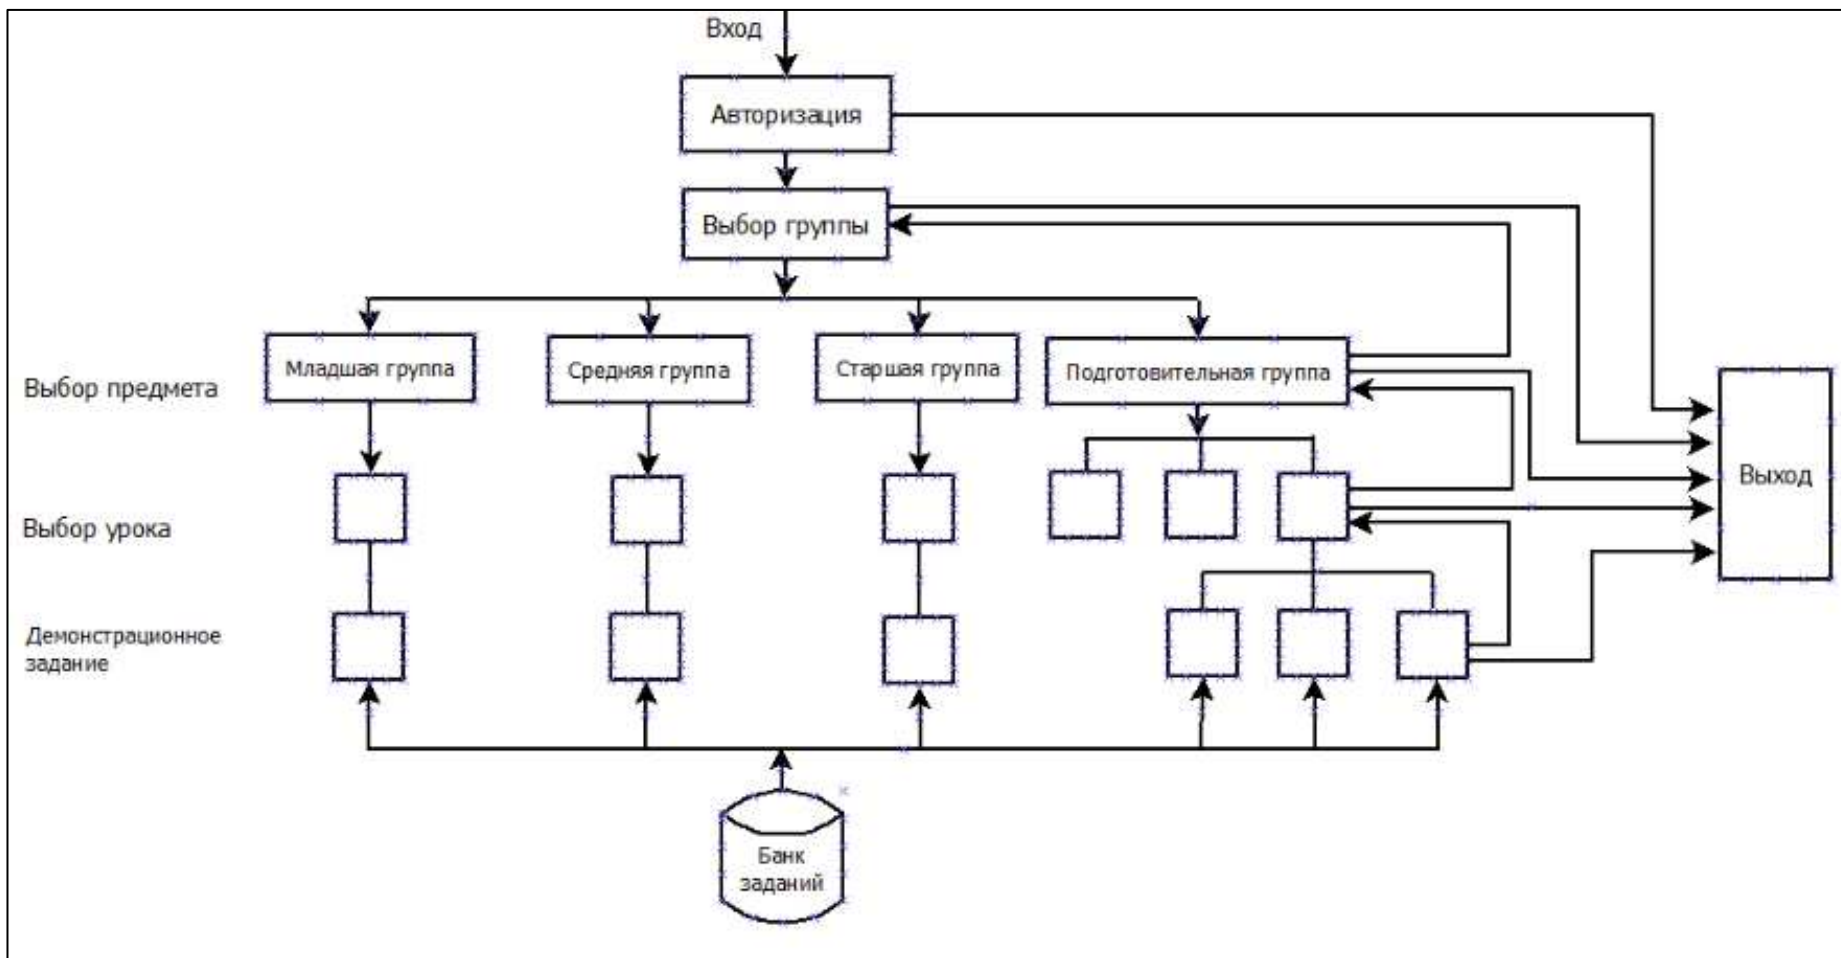 Вход
Авторизация
Выбор группы
Младшая группа
Средняя группа
Старшая группа
Подготовительная группа
Выбор предмета
Выход
Выбор урока
Демонстрационное
задание
Банк
заданий